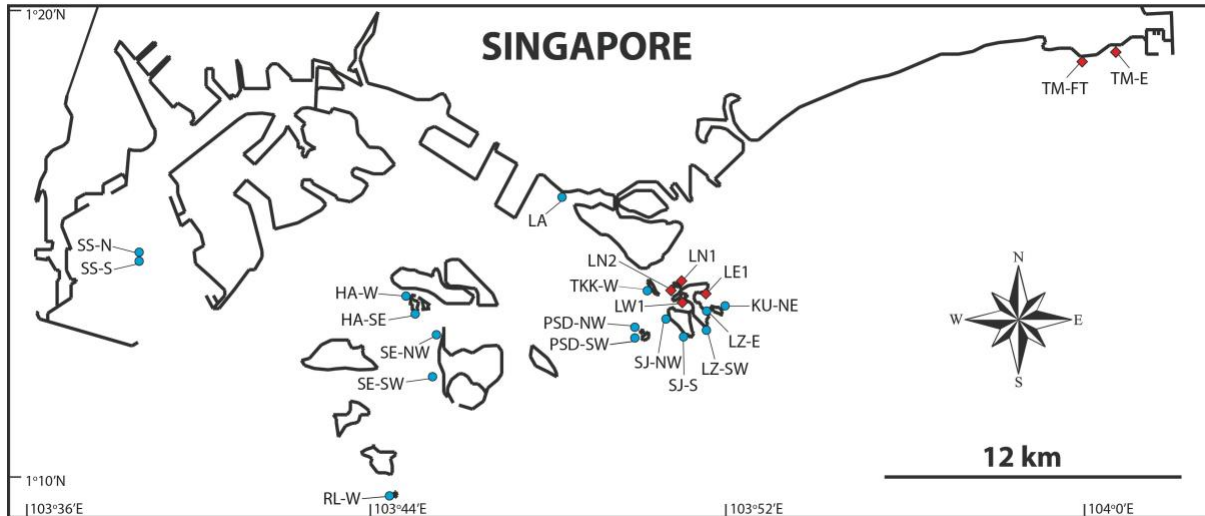 1°20'N
SINGAPORE
TM-FT
TM-E
LA
SS-N
SS-S
LN2
LN1
TKK-W
LE1
HA-W
LW1
KU-NE
HA-SE
PSD-NW
PSD-SW
LZ-E
SE-NW
SJ-NW
LZ-SW
SE-SW
SJ-S
N
W
E
S
12 km
1°10'N
RL-W
103°36'E
103°44'E
103°52'E
104°0'E